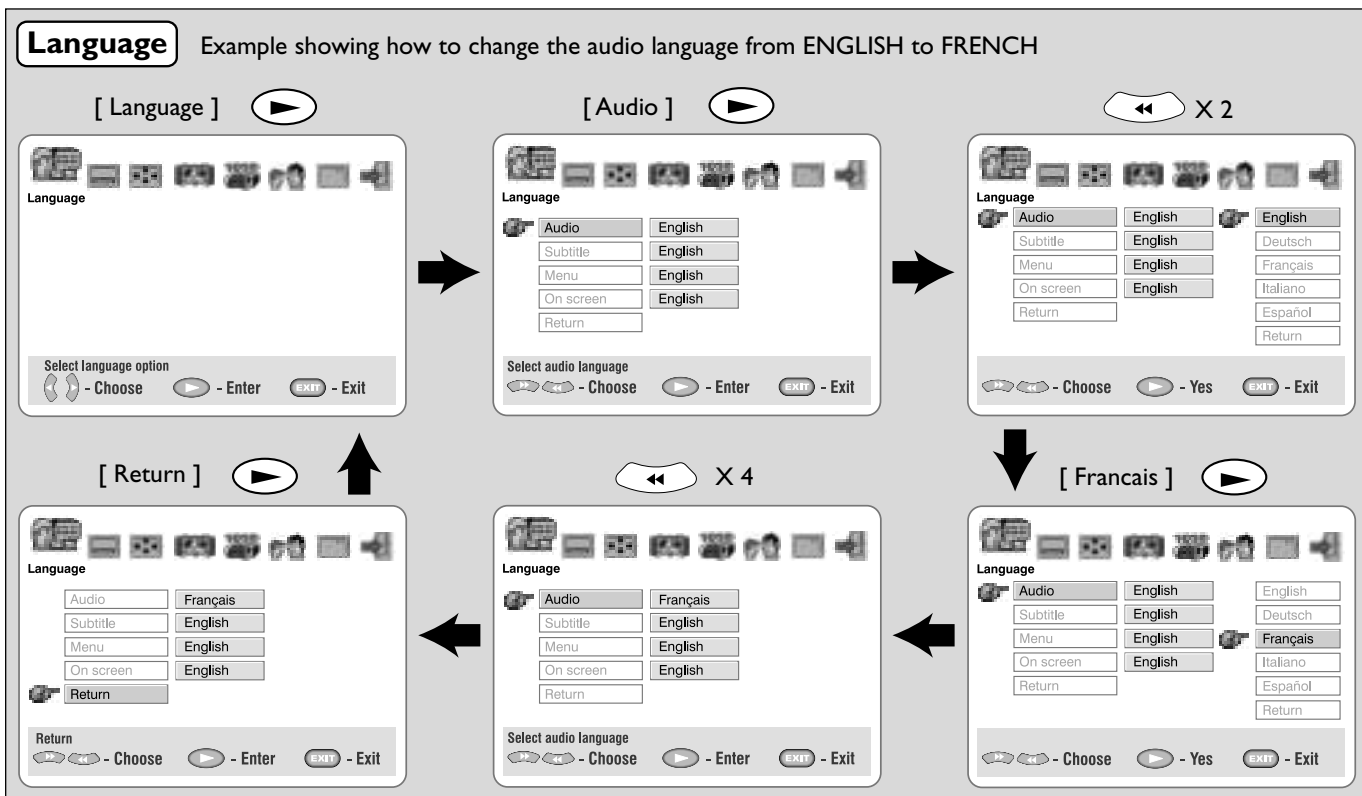 Language Example showing how to change the audio language from ENGLISH to FRENCH
[ Language ]
Language
Select language option
- Choose - Enter EXIT - Exit
[ Audio ]
Language
Audio English
Subtitle English
Menu English
On screen English
Return
Select audio language
- Choose - Enter EXIT - Exit
X 2
Language
Audio English English
Subtitle English Deutsch
Menu English Français
On screen English Italiano
Return Español
Return
- Choose - Yes EXIT - Exit
[ Francais ]
Language
Audio English English
Subtitle English Deutsch
Menu English Français
On screen English Italiano
Return Español
Return
- Choose - Yes EXIT - Exit
X 4
Language
Audio Français
Subtitle English
Menu English
On screen English
Return
Select audio language
- Choose - Enter EXIT - Exit
[ Return ]
Language
Audio Français
Subtitle English
Menu English
On screen English
Return
Return
- Choose - Enter EXIT - Exit